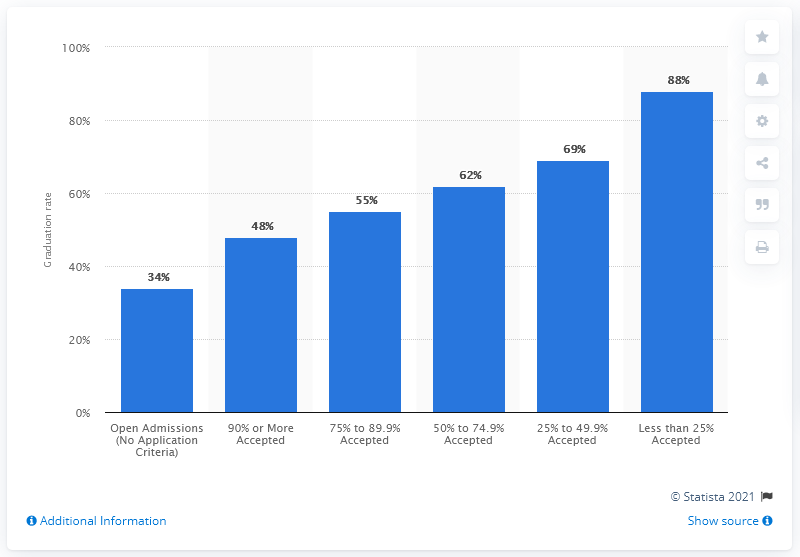 100%
80%
60%
40%
20%
0%
Graduation rate
34%
48%
55%
62%
69%
88%
Open Admissions
(No Application
Criteria)
90% or More
Accepted
75% to 89.9%
Accepted
50% to 74.9%
Accepted
25% to 49.9%
Accepted
Less than 25%
Accepted
© Statista 2021
Additional Information
Show source